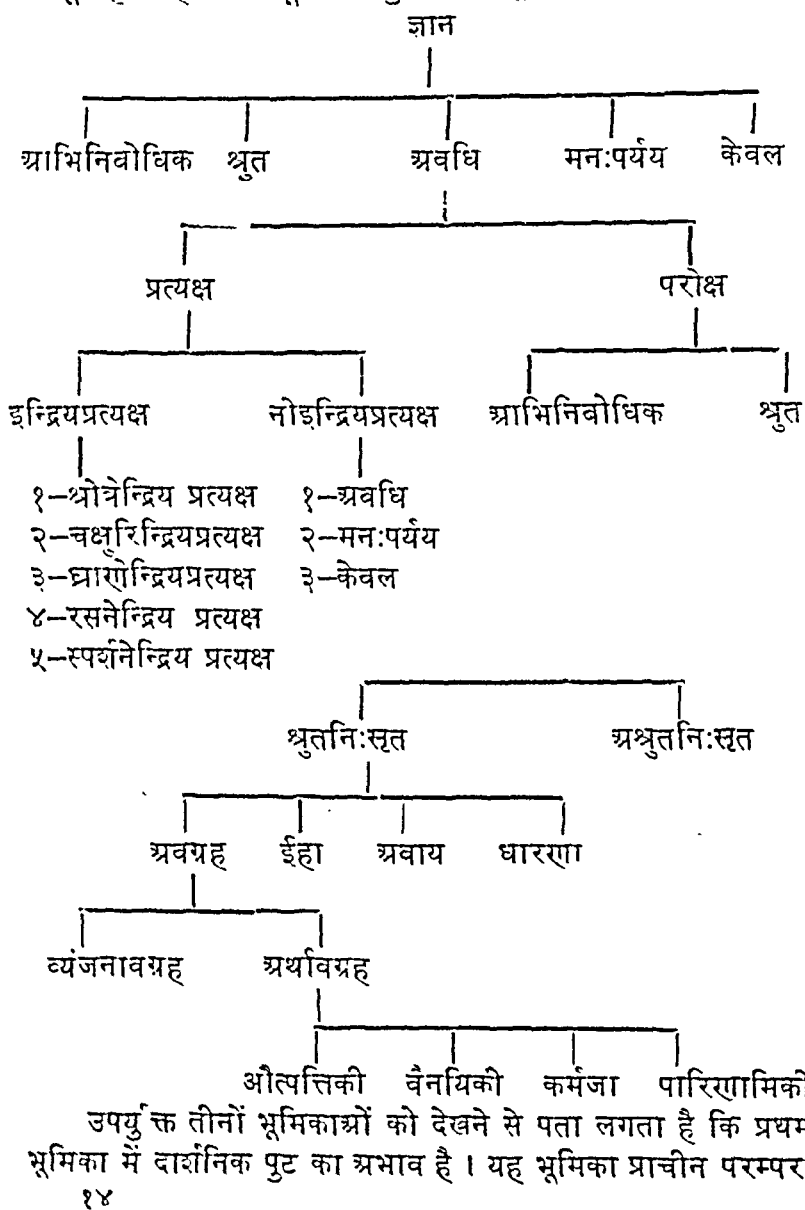 ज्ञान
आभिनिबोधिक श्रुत अवधि मनःपर्यय केवल
प्रत्यक्ष परोक्ष
इन्द्रियप्रत्यक्ष नोइन्द्रियप्रत्यक्ष आभिनिबोधिक श्रुत
१–श्रोत्रेन्द्रिय प्रत्यक्ष १–अवधि
२–चक्षुरिन्द्रियप्रत्यक्ष २–मनःपर्यय
३–घ्राणेन्द्रियप्रत्यक्ष ३–केवल
४–रसनेन्द्रिय प्रत्यक्ष
५–स्पर्शनेन्द्रिय प्रत्यक्ष
श्रुतनिःसृत अश्रुतनिःसृत
अवग्रह ईहा अवाय धारणा
व्यंजनावग्रह अर्थावग्रह
औत्पत्तिकी वैनयिकी कर्मजा पारिणामिकी
उपर्युक्त तीनों भूमिकाओं को देखने से पता लगता है कि प्रथम
भूमिका में दार्शनिक पुट का अभाव है । यह भूमिका प्राचीन परम्परा
१४